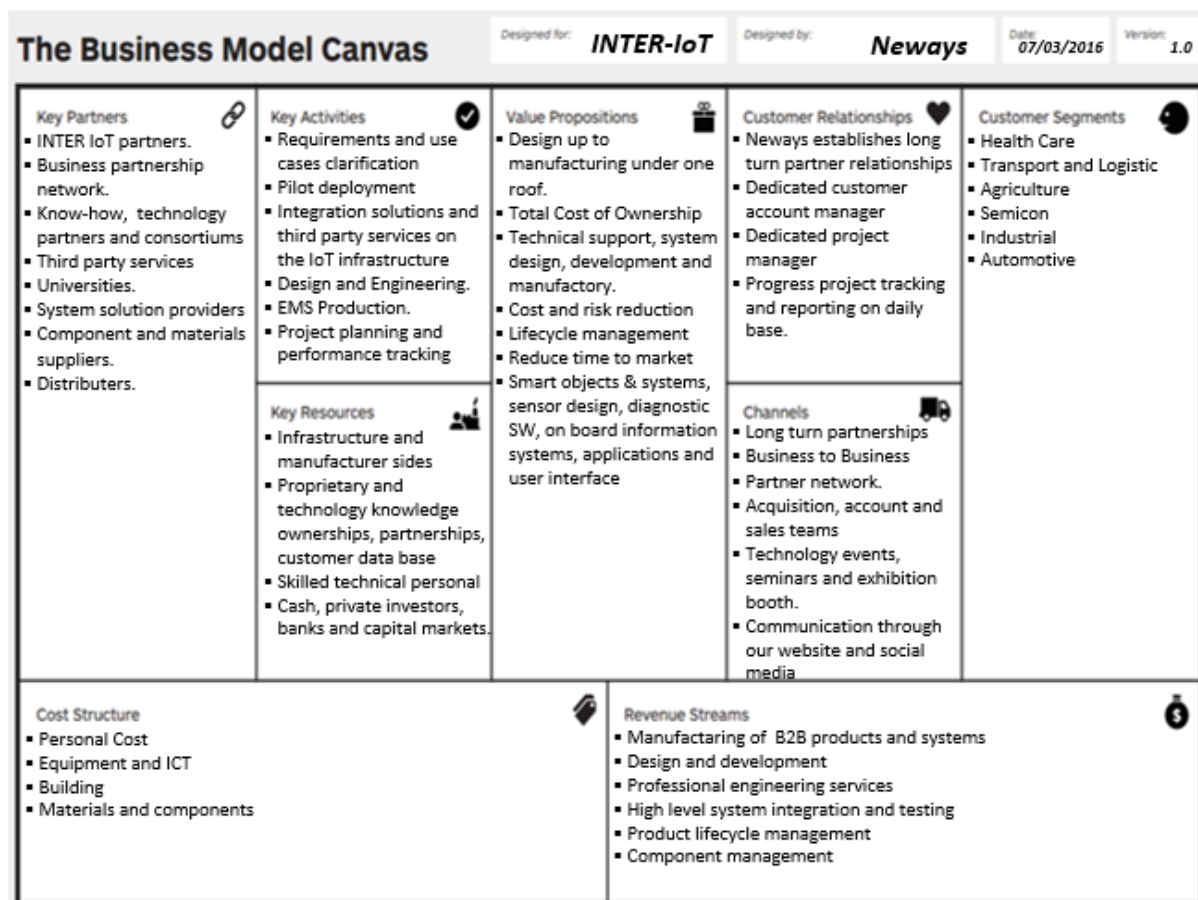 The Business Model Canvas
Designed for:
INTER-IoT
Designed by:
Neways
Date:
07/03/2016
Version:
1.0
Key Partners
▪ INTER IoT partners.
▪ Business partnership
network.
▪ Know-how, technology
partners and consortiums
▪ Third party services
▪ Universities.
▪ System solution providers
▪ Component and materials
suppliers.
▪ Distributers.
Key Activities
▪ Requirements and use
cases clarification
▪ Pilot deployment
▪ Integration solutions and
third party services on
the IoT infrastructure
▪ Design and Engineering.
▪ EMS Production.
▪ Project planning and
performance tracking
Key Resources
▪ Infrastructure and
manufacturer sides
▪ Proprietary and
technology knowledge
ownerships, partnerships,
customer data base
▪ Skilled technical personal
▪ Cash, private investors,
banks and capital markets.
Value Propositions
▪ Design up to
manufacturing under one
roof.
▪ Total Cost of Ownership
▪ Technical support, system
design, development and
manufactory.
▪ Cost and risk reduction
▪ Lifecycle management
▪ Reduce time to market
▪ Smart objects & systems,
sensor design, diagnostic
SW, on board information
systems, applications and
user interface
Customer Relationships
▪ Neways establishes long
turn partner relationships
▪ Dedicated customer
account manager
▪ Dedicated project
manager
▪ Progress project tracking
and reporting on daily
base.
Channels
▪ Long turn partnerships
▪ Business to Business
▪ Partner network.
▪ Acquisition, account and
sales teams
▪ Technology events,
seminars and exhibition
booth.
▪ Communication through
our website and social
media
Customer Segments
▪ Health Care
▪ Transport and Logistic
▪ Agriculture
▪ Semicon
▪ Industrial
▪ Automotive
Cost Structure
▪ Personal Cost
▪ Equipment and ICT
▪ Building
▪ Materials and components
Revenue Streams
▪ Manufactaring of B2B products and systems
▪ Design and development
▪ Professional engineering services
▪ High level system integration and testing
▪ Product lifecycle management
▪ Component management